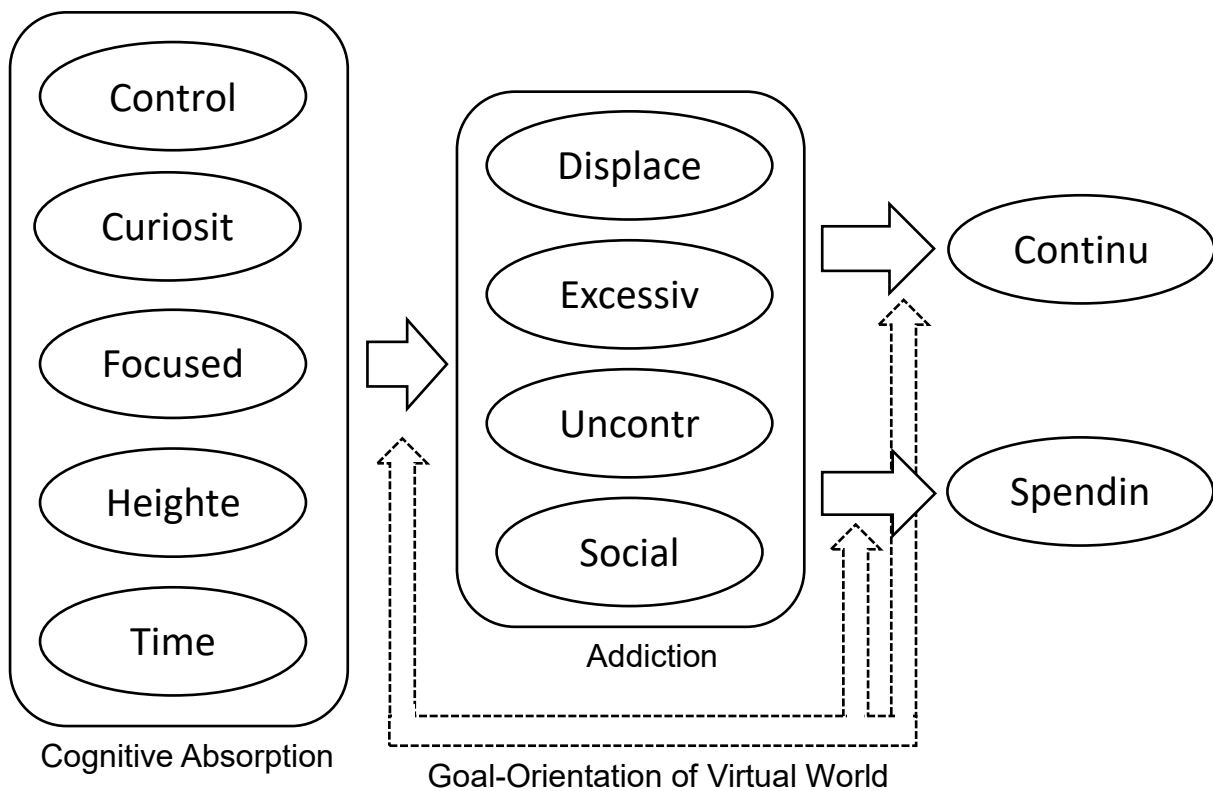 Control
Curiosit
Focused
Heighte
Time
Cognitive Absorption
Displace
Excessiv
Uncontr
Social
Addiction
Continu
Spendin
Goal-Orientation of Virtual World